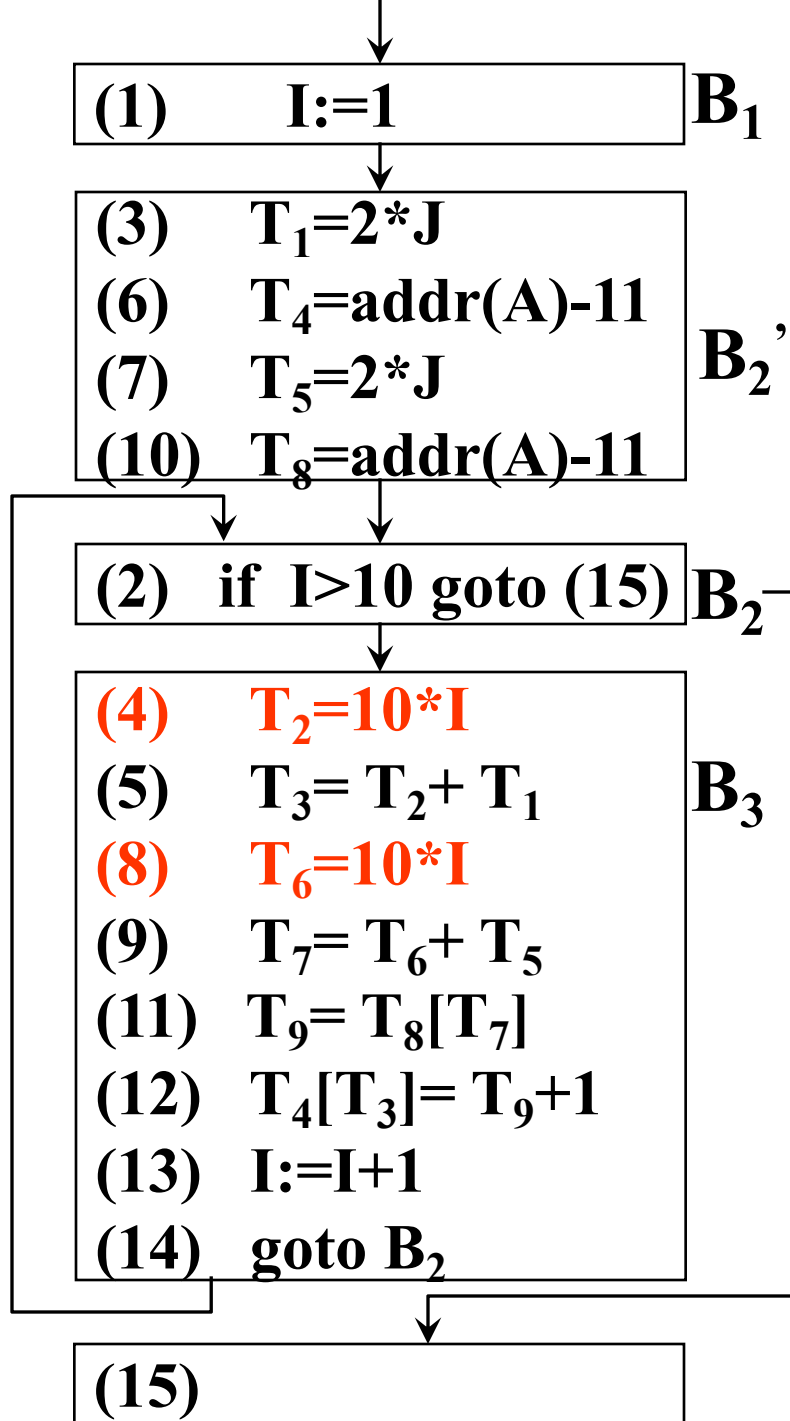 (1) I:=1 B₁
(3) T₁=2*J
(6) T₄=addr(A)-11
B₂’
(7) T₅=2*J
(10) T₈=addr(A)-11
(2) if I>10 goto (15) B₂
(4) T₂=10*I
(5) T₃= T₂+ T₁ B₃
(8) T₆=10*I
(9) T₇= T₆+ T₅
(11) T₉= T₈[T₇]
(12) T₄[T₃]= T₉+1
(13) I:=I+1
(14) goto B₂
(15)